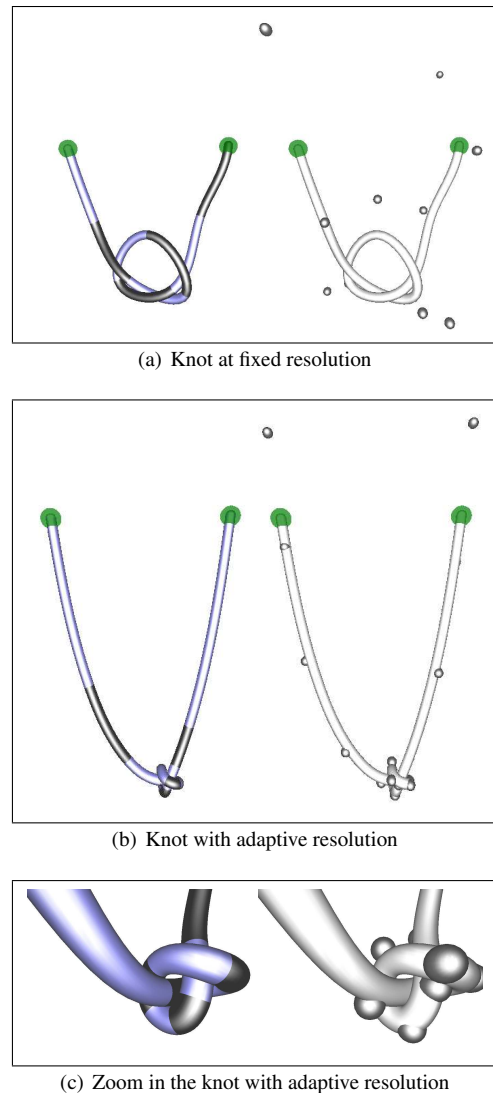 (a) Knot at fixed resolution
(b) Knot with adaptive resolution
(c) Zoom in the knot with adaptive resolution